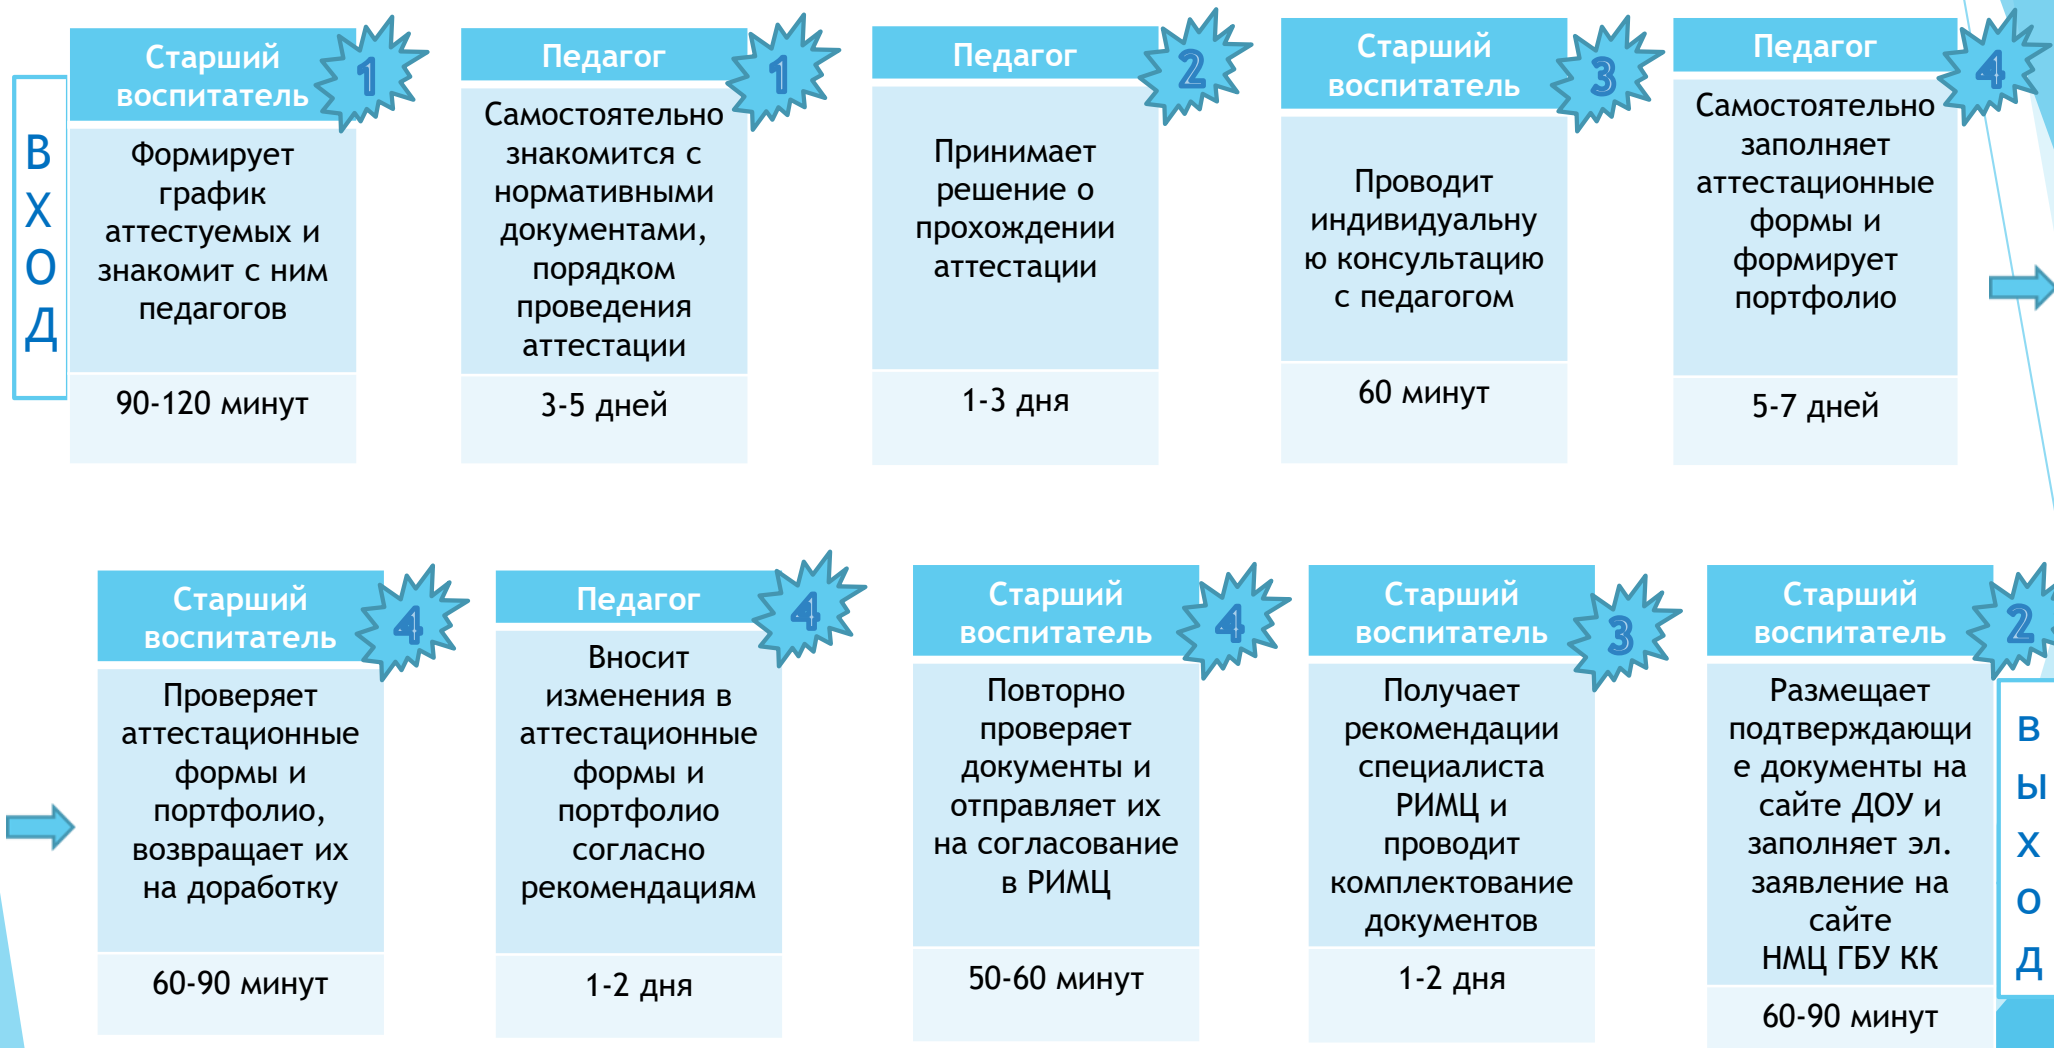 В
Х
О
Д
Старший
воспитатель
1
Формирует
график
аттестуемых и
знакомит с ним
педагогов
90-120 минут
Педагог
1
Самостоятельно
знакомится с
нормативными
документами,
порядком
проведения
аттестации
3-5 дней
Педагог
2
Принимает
решение о
прохождении
аттестации
1-3 дня
Старший
воспитатель
3
Проводит
индивидуальну
ю консультацию
с педагогом
60 минут
Педагог
4
Самостоятельно
заполняет
аттестационные
формы и
формирует
портфолио
5-7 дней
Старший
воспитатель
4
Проверяет
аттестационные
формы и
портфолио,
возвращает их
на доработку
60-90 минут
Педагог
4
Вносит
изменения в
аттестационные
формы и
портфолио
согласно
рекомендациям
1-2 дня
Старший
воспитатель
4
Повторно
проверяет
документы и
отправляет их
на согласование
в РИМЦ
50-60 минут
Старший
воспитатель
3
Получает
рекомендации
специалиста
РИМЦ и
проводит
комплектование
документов
1-2 дня
Старший
воспитатель
2
Размещает
подтверждающи
е документы на
сайте ДОУ и
заполняет эл.
заявление на
сайте
НМЦ ГБУ КК
60-90 минут
В
Ы
Х
О
Д